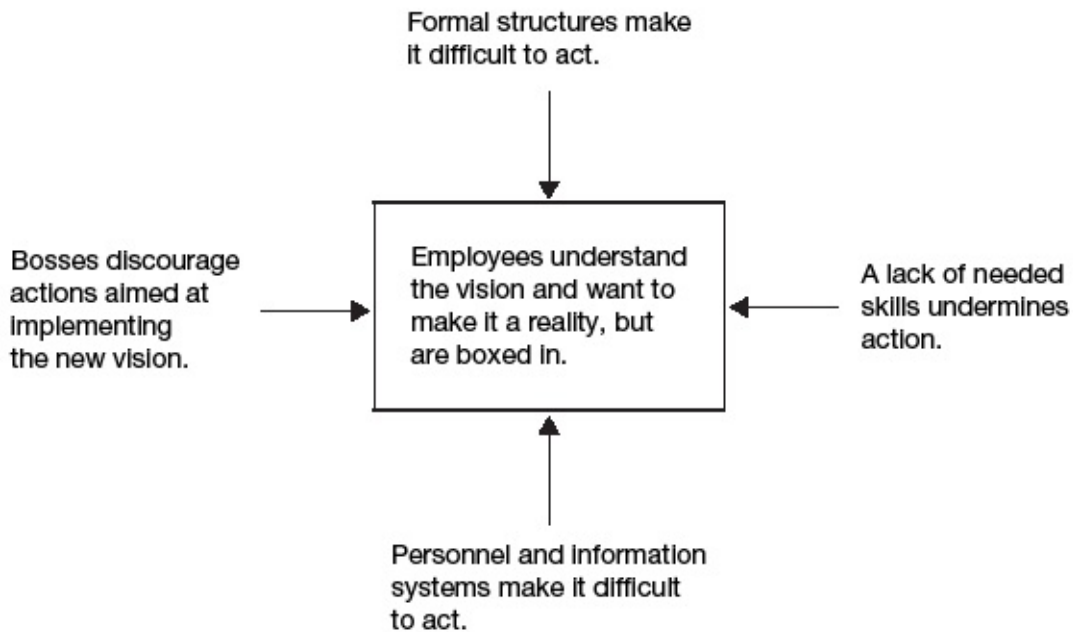 Formal structures make
it difficult to act.
Bosses discourage
actions aimed at
implementing
the new vision.
Employees understand
the vision and want to
make it a reality, but
are boxed in.
A lack of needed
skills undermines
action.
Personnel and information
systems make it difficult
to act.